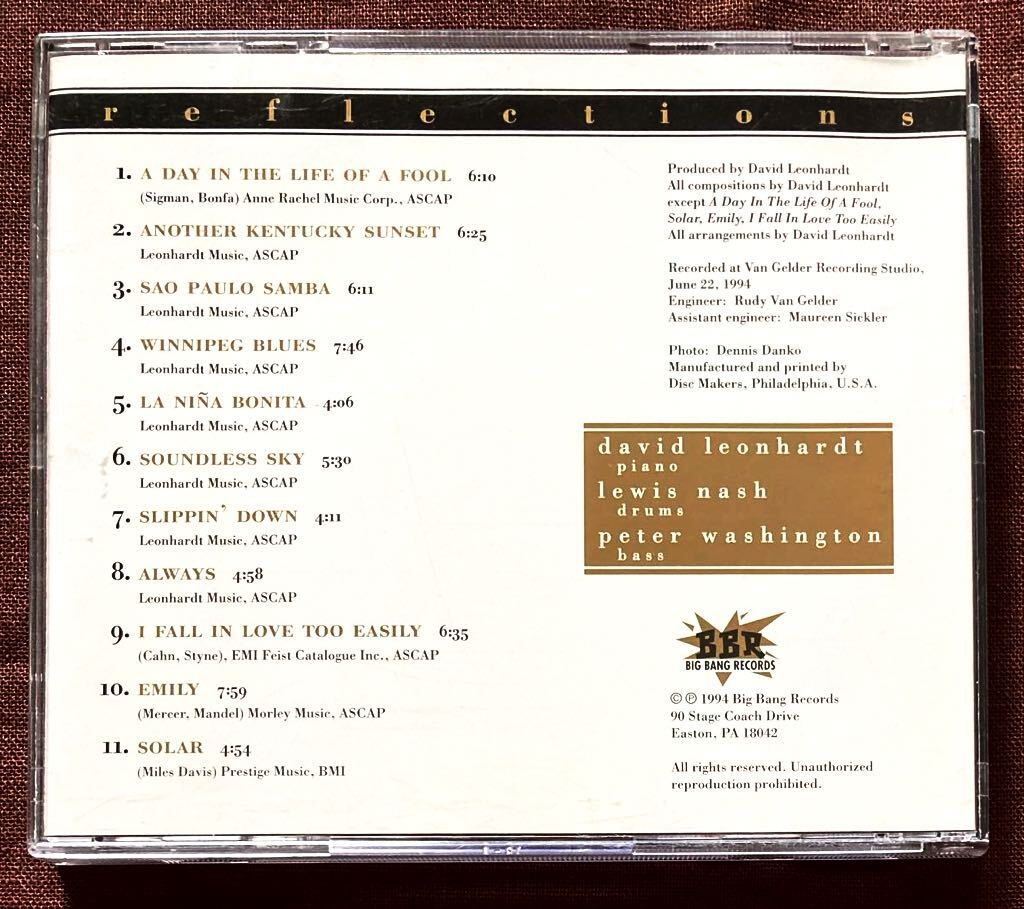 reflections
1. A DAY IN THE LIFE OF A FOOL 6:10
(Sigman, Bonfa) Anne Rachel Music Corp., ASCAP
2. ANOTHER KENTUCKY SUNSET 6:25
Leonhardt Music, ASCAP
3. SAO PAULO SAMBA 6:11
Leonhardt Music, ASCAP
4. WINNIPEG BLUES 7:46
Leonhardt Music, ASCAP
5. LA NIÑA BONITA 4:06
Leonhardt Music, ASCAP
6. SOUNDLESS SKY 5:30
Leonhardt Music, ASCAP
7. SLIPPIN' DOWN 4:11
Leonhardt Music, ASCAP
8. ALWAYS 4:58
Leonhardt Music, ASCAP
9. I FALL IN LOVE TOO EASILY 6:35
(Cahn, Styne), EMI Feist Catalogue Inc., ASCAP
10. EMILY 7:59
(Mercer, Mandel) Morley Music, ASCAP
11. SOLAR 4:54
(Miles Davis) Prestige Music, BMI
Produced by David Leonhardt
All compositions by David Leonhardt
except A Day In The Life Of A Fool,
Solar, Emily, I Fall In Love Too Easily
All arrangements by David Leonhardt
Recorded at Van Gelder Recording Studio,
June 22, 1994
Engineer: Rudy Van Gelder
Assistant engineer: Maureen Sickler
Photo: Dennis Danko
Manufactured and printed by
Disc Makers, Philadelphia, U.S.A.
david leonhardt
piano
lewis nash
drums
peter washington
bass
BBR
BIG BANG RECORDS
© ℗ 1994 Big Bang Records
90 Stage Coach Drive
Easton, PA 18042
All rights reserved. Unauthorized
reproduction prohibited.